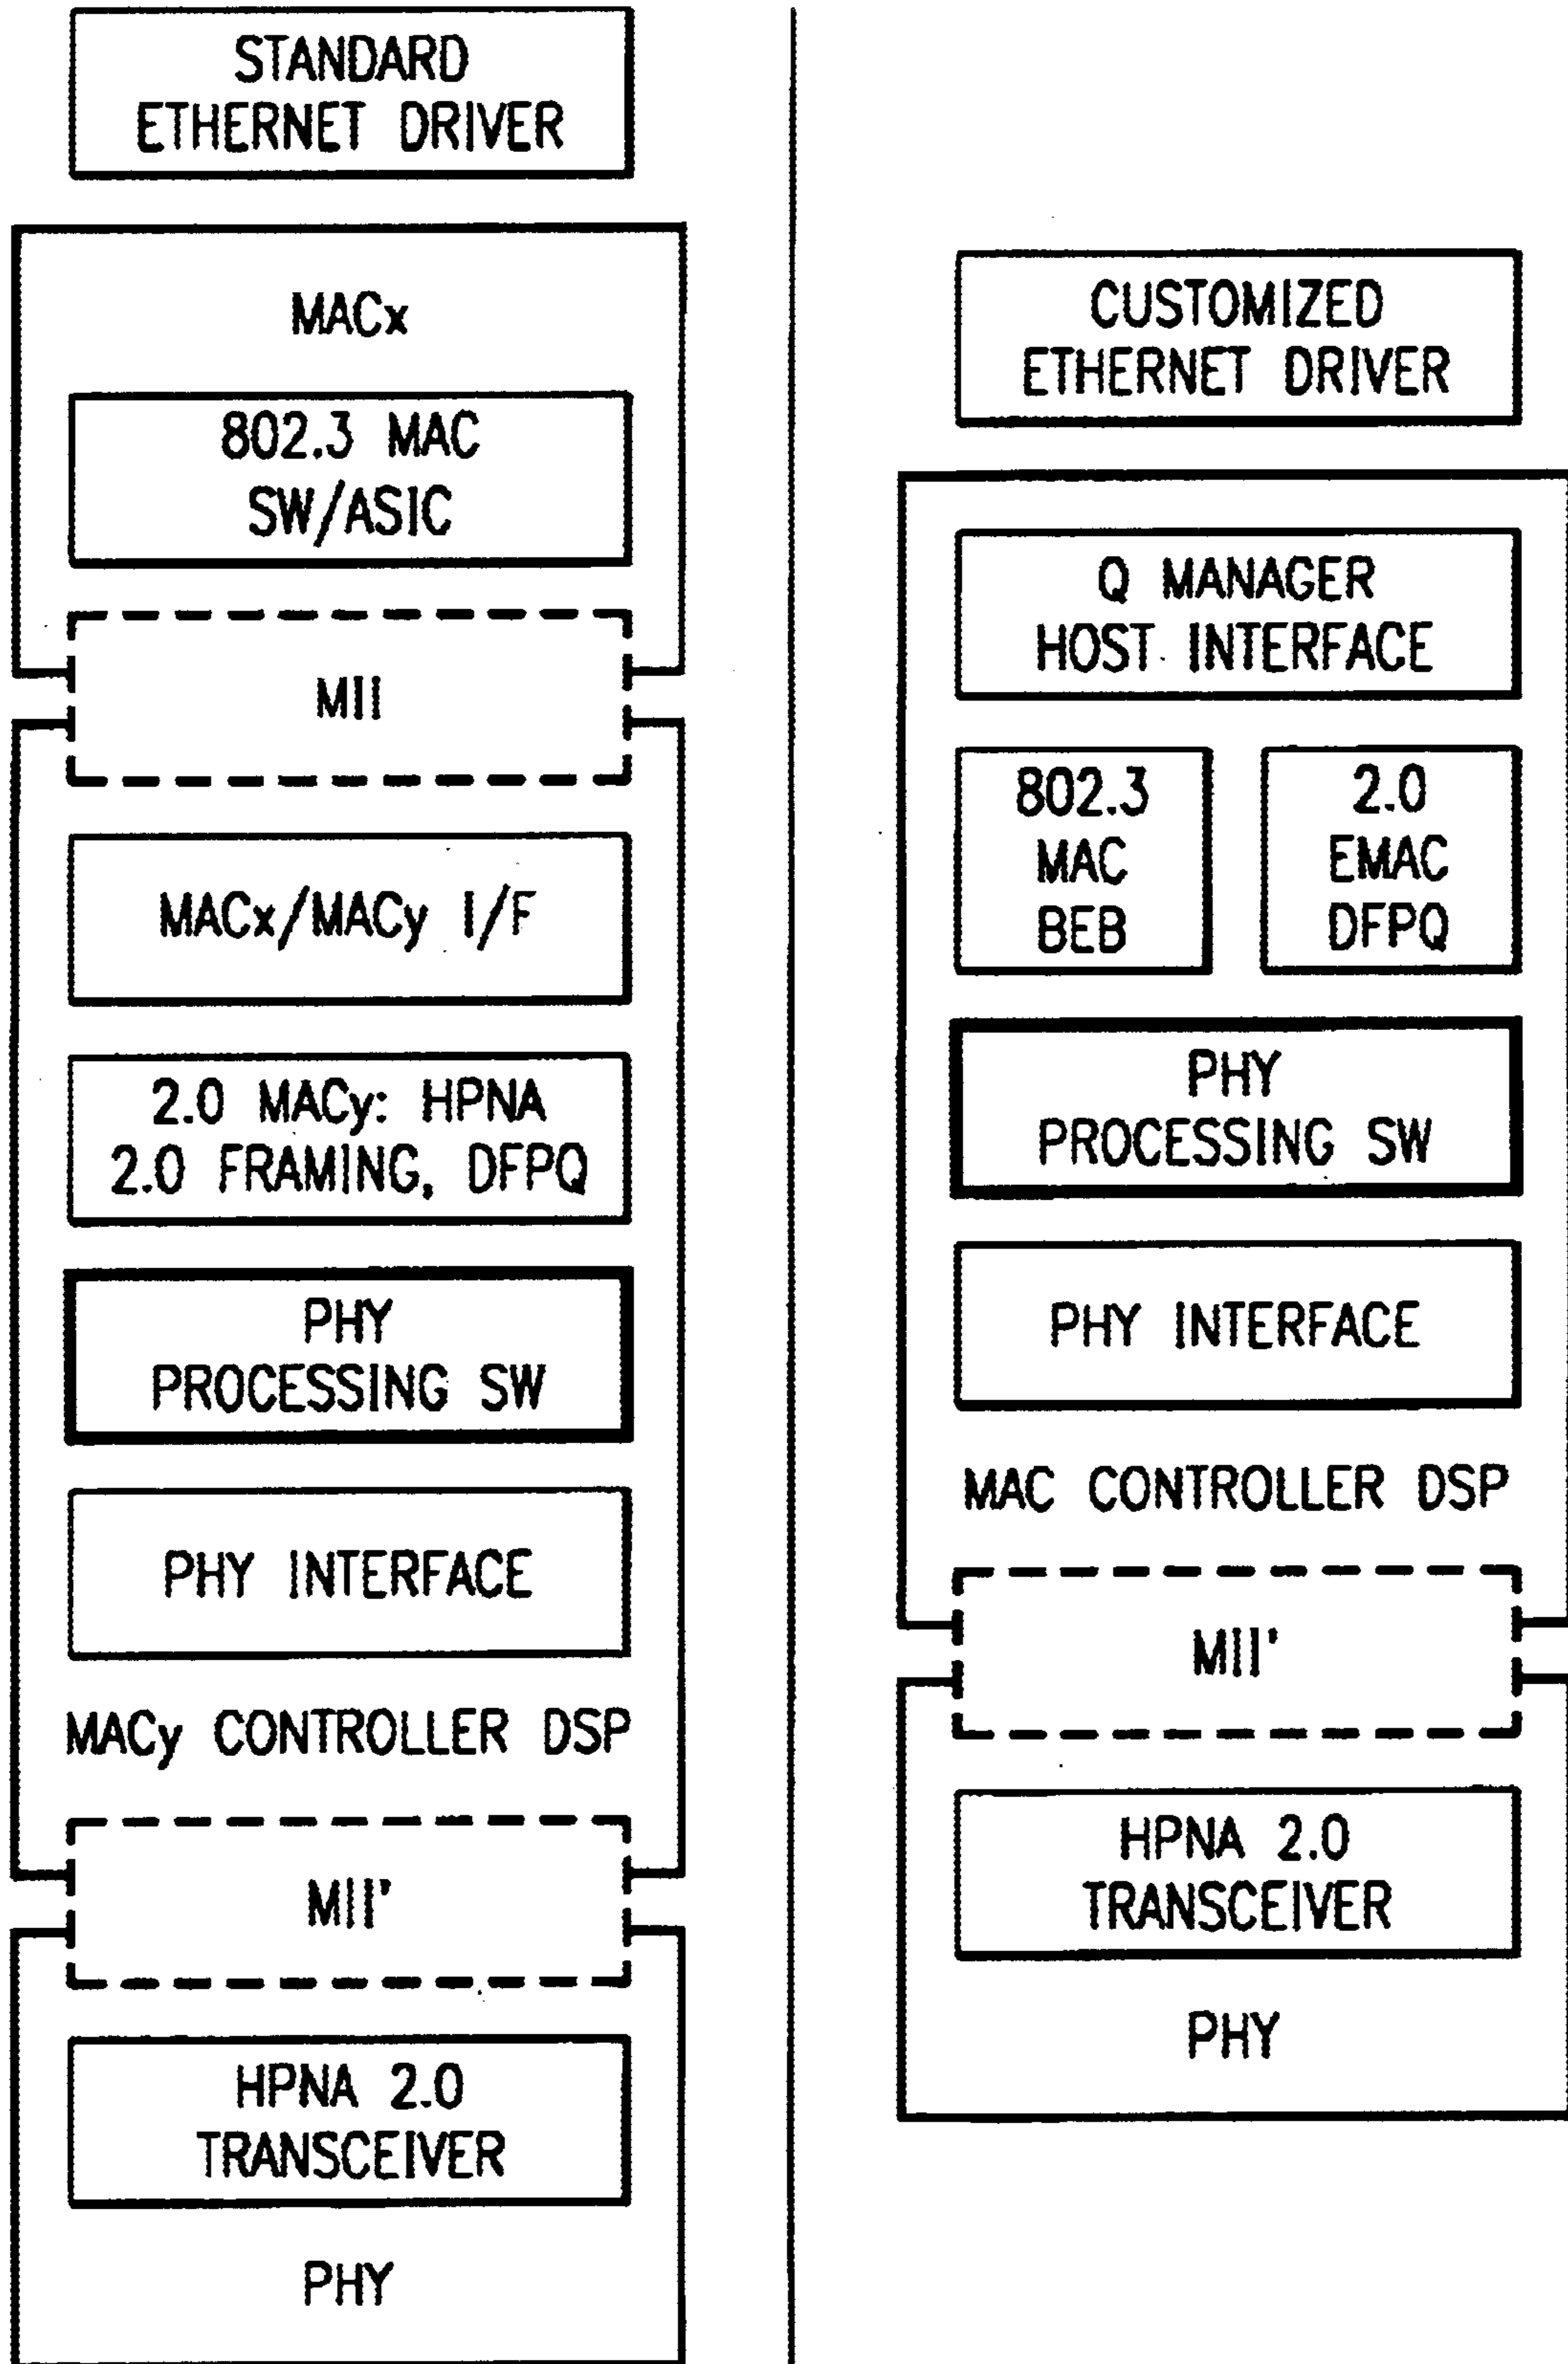 STANDARD
ETHERNET DRIVER
MACx
802.3 MAC
SW/ASIC
MII
MACx/MACy I/F
2.0 MACy: HPNA
2.0 FRAMING, DFPQ
PHY
PROCESSING SW
PHY INTERFACE
MACy CONTROLLER DSP
MII'
HPNA 2.0
TRANSCEIVER
PHY
CUSTOMIZED
ETHERNET DRIVER
Q MANAGER
HOST INTERFACE
802.3
MAC
BEB
2.0
EMAC
DFPQ
PHY
PROCESSING SW
PHY INTERFACE
MAC CONTROLLER DSP
MII'
HPNA 2.0
TRANSCEIVER
PHY